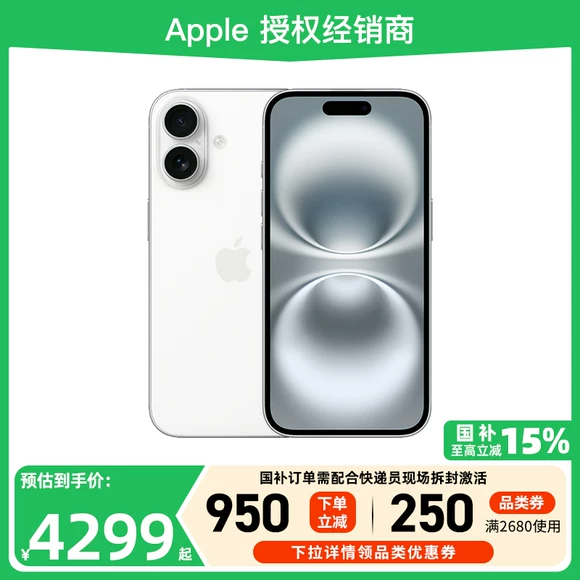 Apple 授权经销商
国补
至高立减
15%
预估到手价:
¥4299起
国补订单需配合快递员现场拆封激活
950
下单
立减
250
品类券
满2680使用
下拉详情领品类优惠券